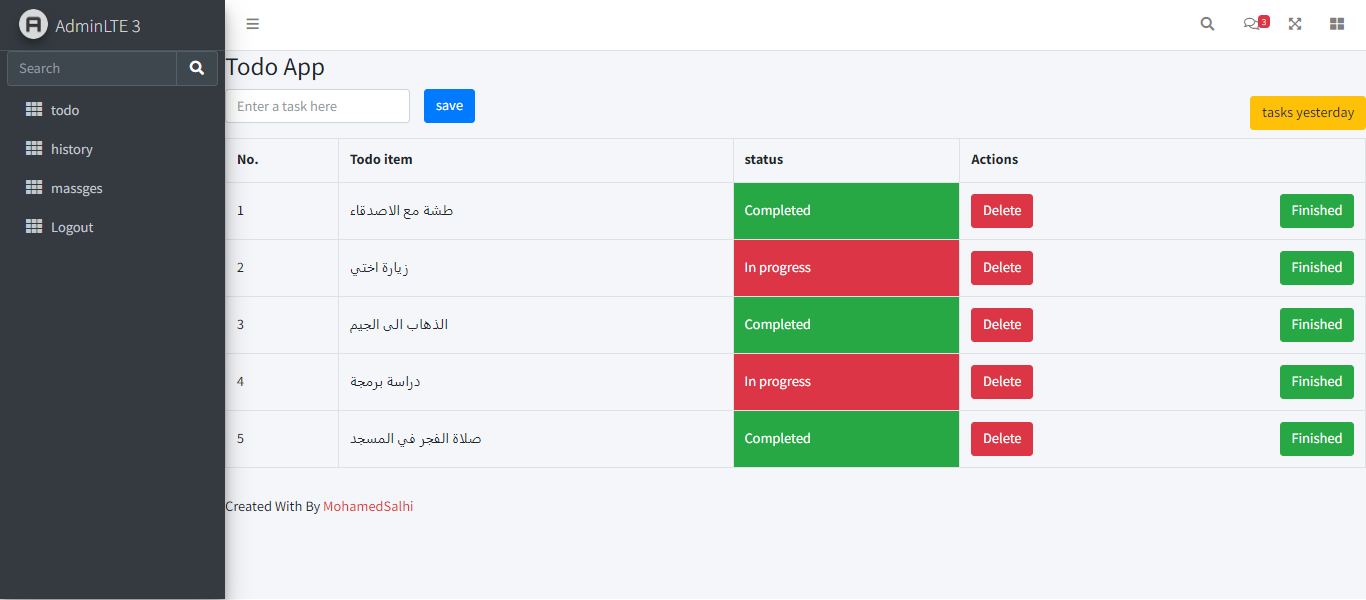 AdminLTE 3
3
Search
todo
history
massges
Logout
Todo App
Enter a task here
save
tasks yesterday
No. Todo item status Actions
1 طشة مع الاصدقاء Completed Delete Finished
2 زيارة اختي In progress Delete Finished
3 الذهاب الى الجيم Completed Delete Finished
4 دراسة برمجة In progress Delete Finished
5 صلاة الفجر في المسجد Completed Delete Finished
Created With By MohamedSalhi